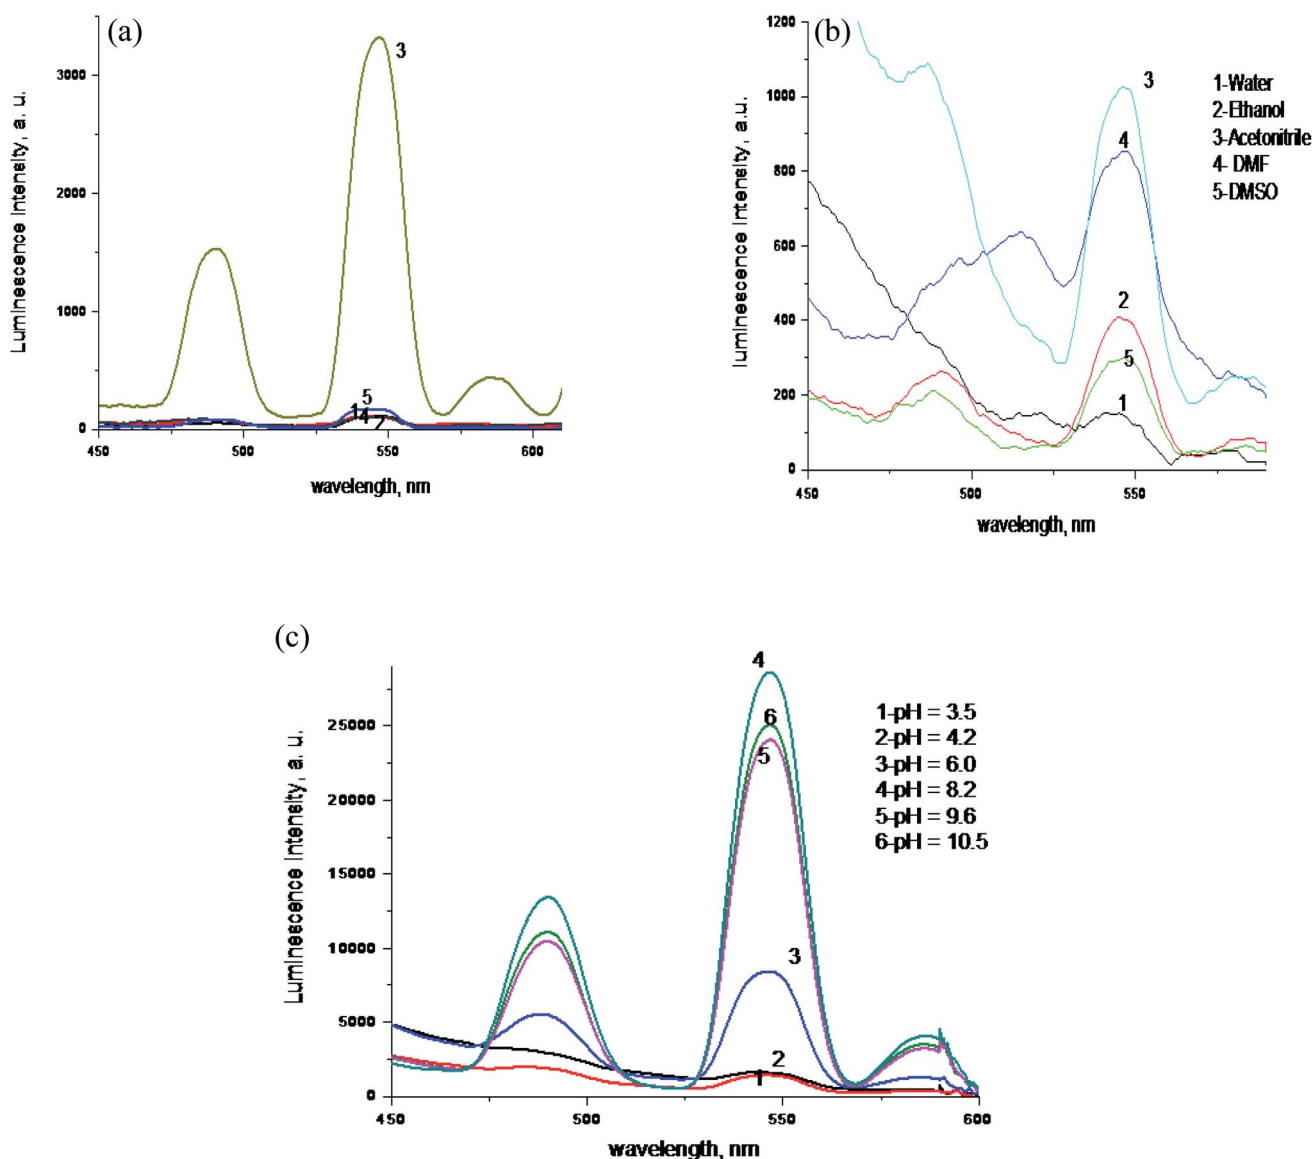 (a)
3
3000
2000
1000
0
5
1 4
2
450
500
550
600
Luminescence Intensity, a. u.
wavelength, nm
(b)
1200
1000
800
600
400
200
0
3
4
2
5
1
1-Water
2-Ethanol
3-Acetonitrile
4- DMF
5-DMSO
450
500
550
luminescence Intensity, a.u.
wavelength, nm
(c)
4
6
5
3
2
1
25000
20000
15000
10000
5000
0
1-pH = 3.5
2-pH = 4.2
3-pH = 6.0
4-pH = 8.2
5-pH = 9.6
6-pH = 10.5
450
500
550
600
Luminescence Intensity, a. u.
wavelength, nm